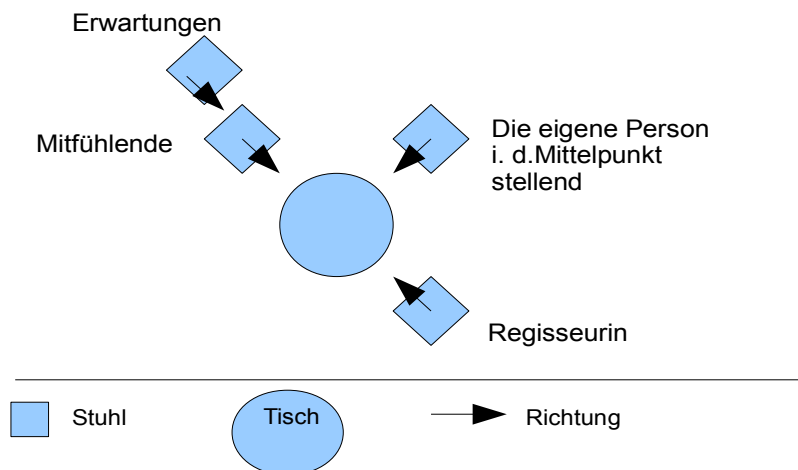 Erwartungen
Mitfühlende
Die eigene Person
i. d.Mittelpunkt
stellend
Regisseurin
Stuhl
Tisch
Richtung